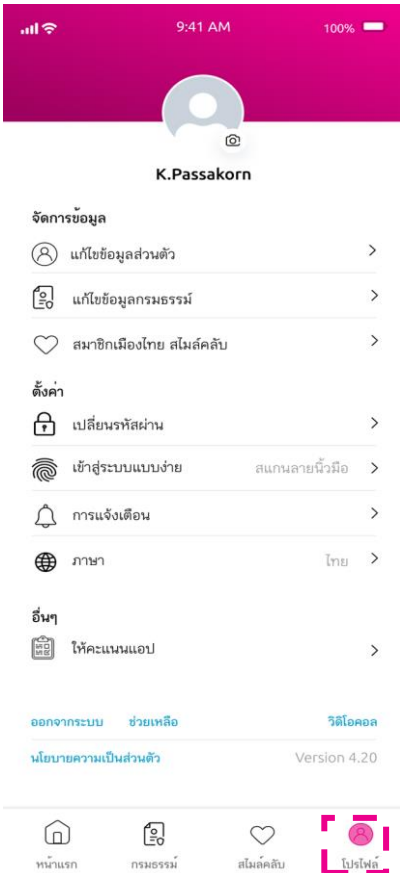 9:41 AM 100%
K.Passakorn
จัดการข้อมูล
แก้ไขข้อมูลส่วนตัว
แก้ไขข้อมูลกรมธรรม์
สมาชิกเมืองไทย สไมล์คลับ
ตั้งค่า
เปลี่ยนรหัสผ่าน
เข้าสู่ระบบแบบง่าย สแกนลายนิ้วมือ
การแจ้งเตือน
ภาษา ไทย
อื่นๆ
ให้คะแนนแอป
ออกจากระบบ ช่วยเหลือ วิดีโอคอล
นโยบายความเป็นส่วนตัว Version 4.20
หน้าแรก กรมธรรม์ สไมล์คลับ โปรไฟล์